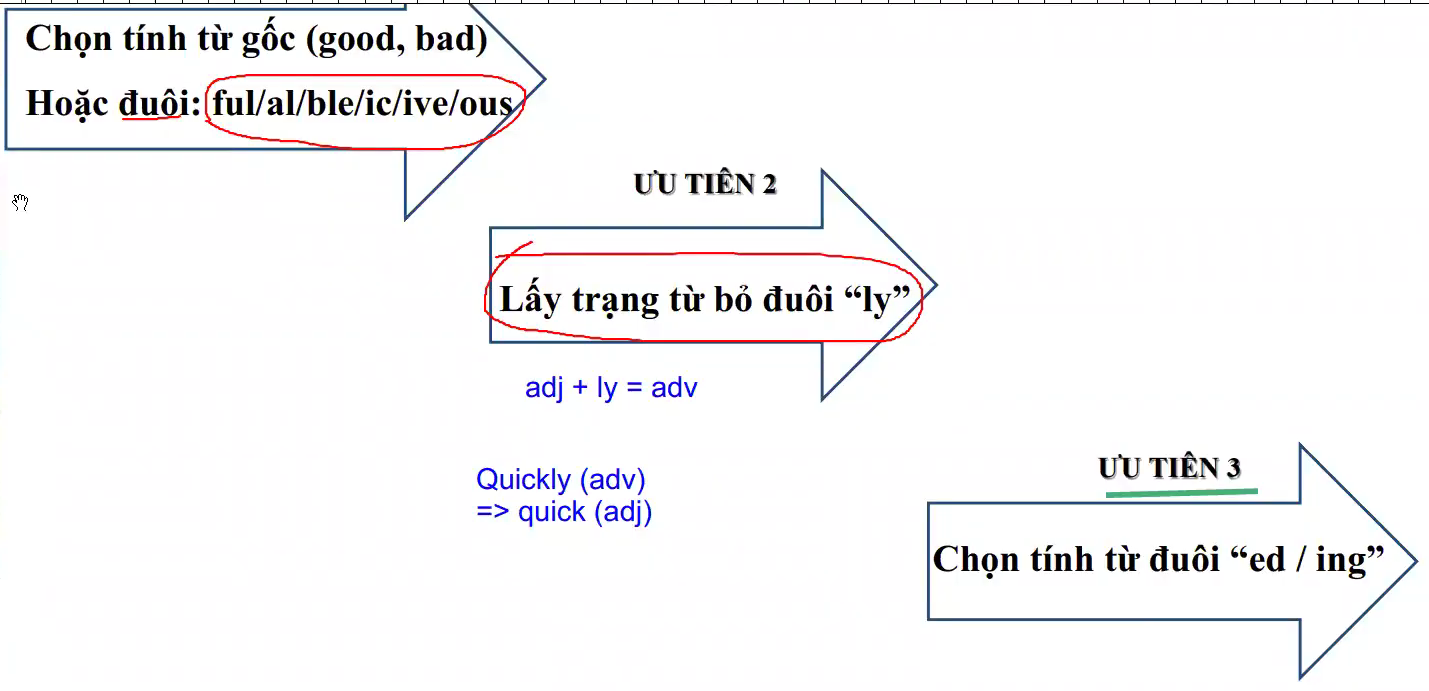 Chọn tính từ gốc (good, bad)
Hoặc đuôi: ful/al/ble/ic/ive/ous
ƯU TIÊN 2
Lấy trạng từ bỏ đuôi “ly”
adj + ly = adv
Quickly (adv)
=> quick (adj)
ƯU TIÊN 3
Chọn tính từ đuôi “ed / ing”